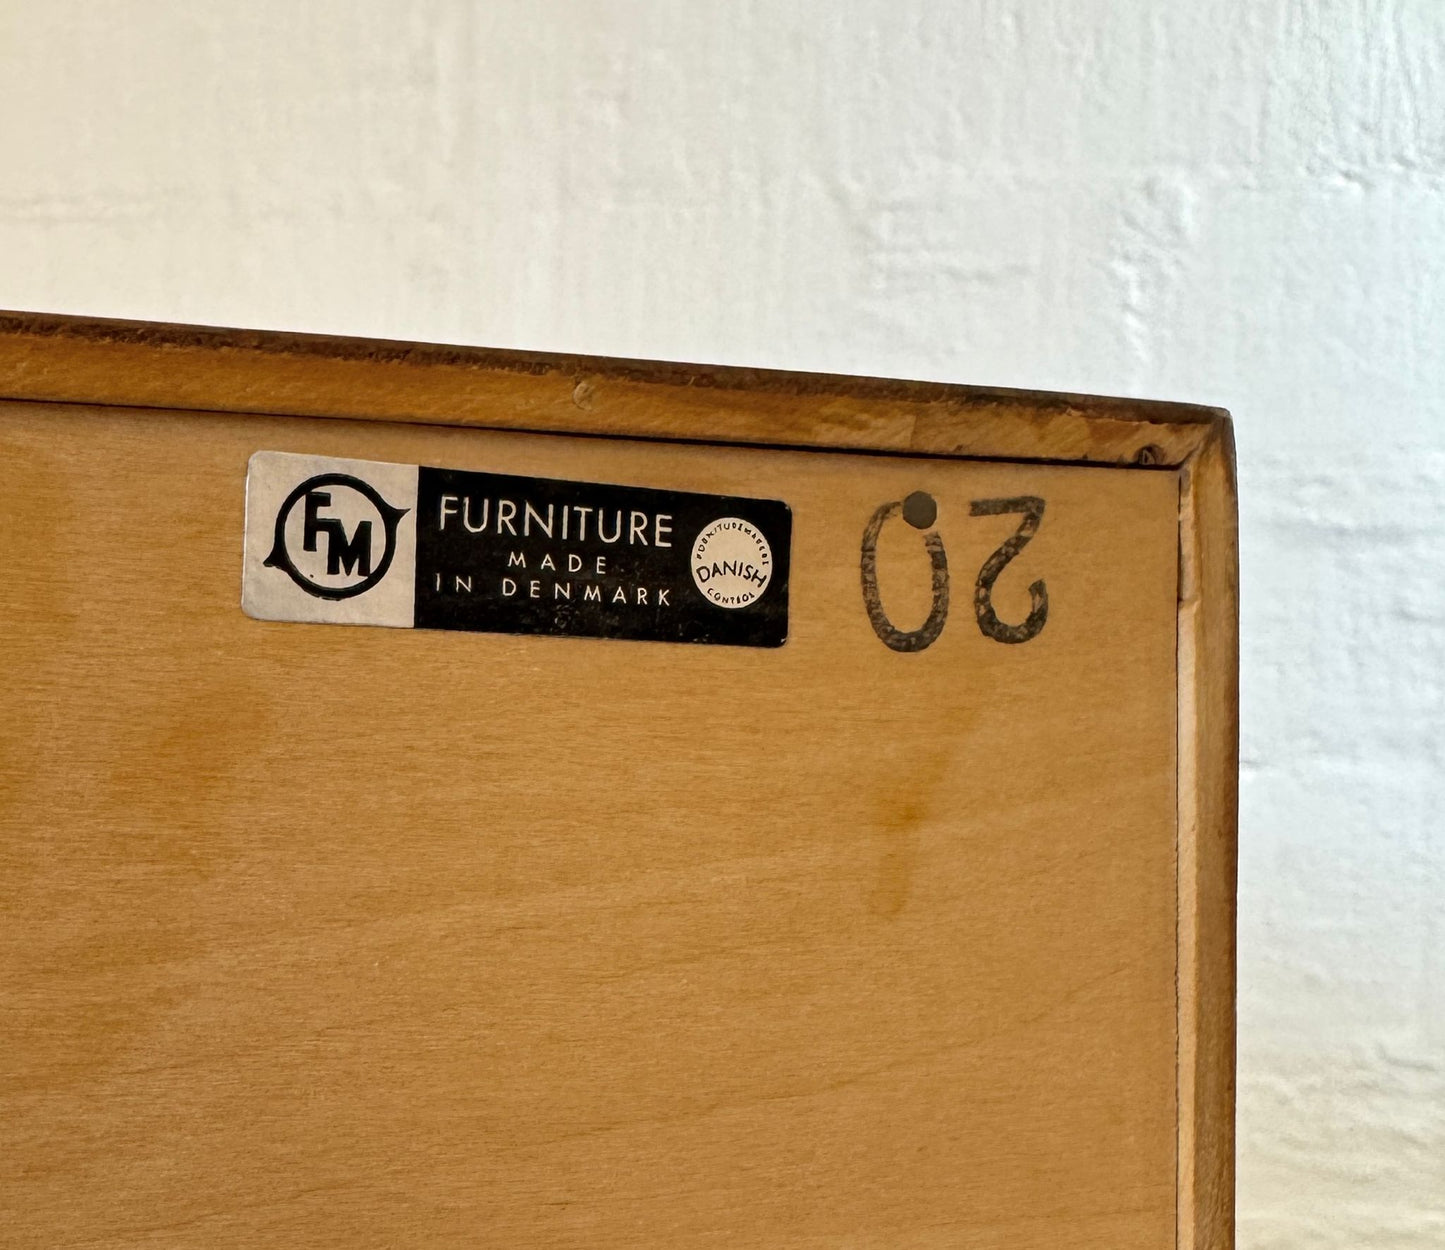 FM
FURNITURE
MADE
IN DENMARK
FURNITUREMAKERS
DANISH
CONTROL
20